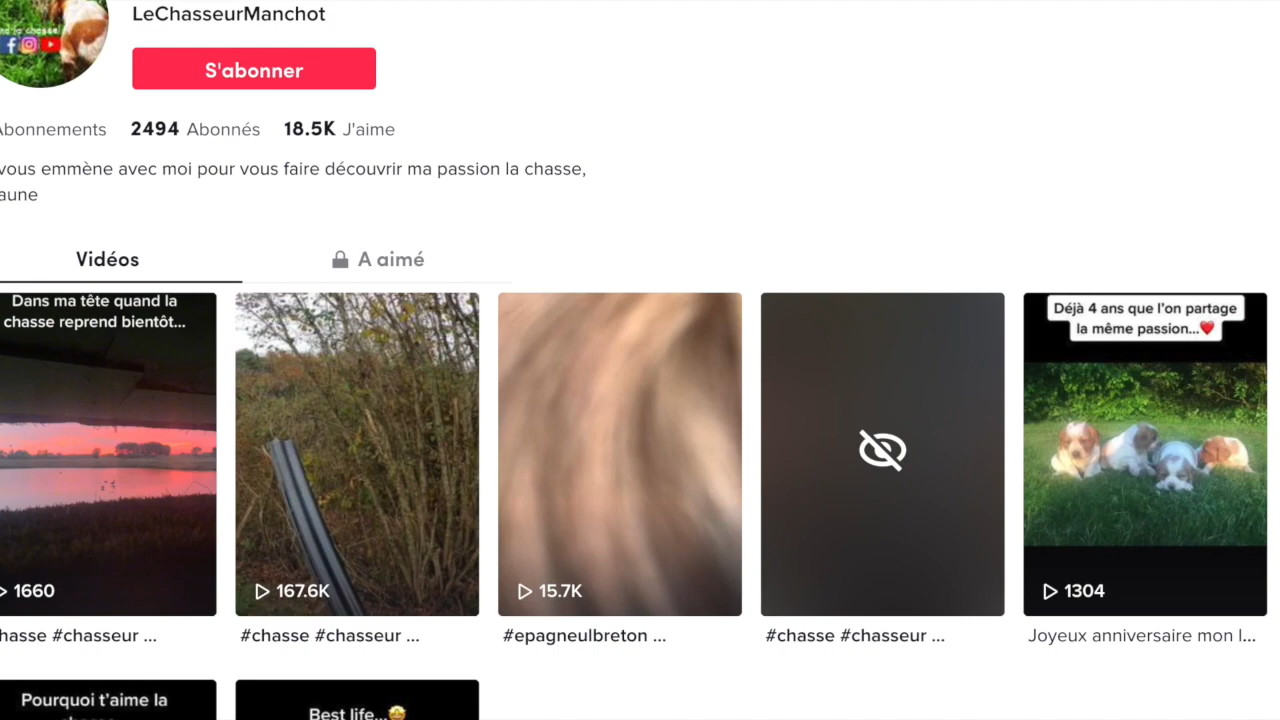 LeChasseurManchot
S'abonner
Abonnements 2494 Abonnés 18.5K J'aime
vous emmène avec moi pour vous faire découvrir ma passion la chasse,
aune
Vidéos A aimé
Dans ma tête quand la
chasse reprend bientôt...
Déjà 4 ans que l'on partage
la même passion...❤️
1660 167.6K 15.7K 1304
hasse #chasseur ... #chasse #chasseur ... #epagneulbreton ... #chasse #chasseur ... Joyeux anniversaire mon l...
Pourquoi t'aime la
Best life...🤩